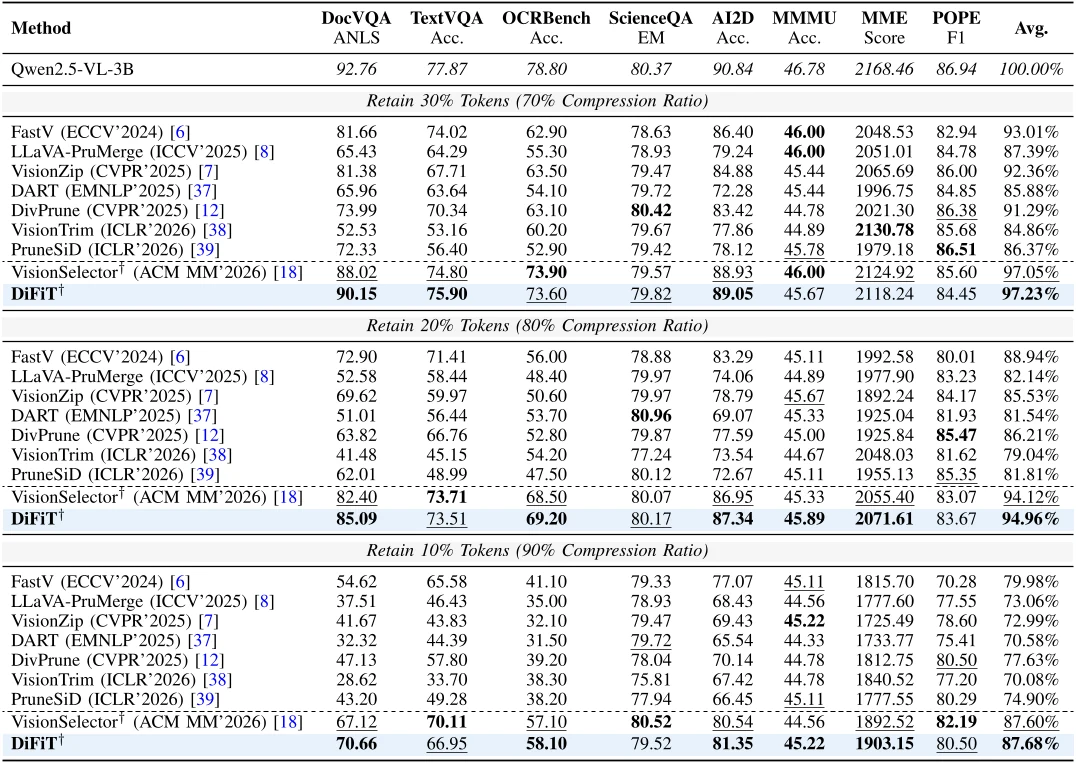 Method DocVQA TextVQA OCRBench ScienceQA AI2D MMMU MME POPE Avg.
ANLS Acc. Acc. EM Acc. Acc. Score F1
Qwen2.5-VL-3B 92.76 77.87 78.80 80.37 90.84 46.78 2168.46 86.94 100.00%
Retain 30% Tokens (70% Compression Ratio)
FastV (ECCV'2024) [6] 81.66 74.02 62.90 78.63 86.40 46.00 2048.53 82.94 93.01%
LLaVA-PruMerge (ICCV'2025) [8] 65.43 64.29 55.30 78.93 79.24 46.00 2051.01 84.78 87.39%
VisionZip (CVPR'2025) [7] 81.38 67.71 63.50 79.47 84.88 45.44 2065.69 86.00 92.36%
DART (EMNLP'2025) [37] 65.96 63.64 54.10 79.72 72.28 45.44 1996.75 84.85 85.88%
DivPrune (CVPR'2025) [12] 73.99 70.34 63.10 80.42 83.42 44.78 2021.30 86.38 91.29%
VisionTrim (ICLR'2026) [38] 52.53 53.16 60.20 79.67 77.86 44.89 2130.78 85.68 84.86%
PruneSiD (ICLR'2026) [39] 72.33 56.40 52.90 79.42 78.12 45.78 1979.18 86.51 86.37%
VisionSelector† (ACM MM'2026) [18] 88.02 74.80 73.90 79.57 88.93 46.00 2124.92 85.60 97.05%
DiFiT† 90.15 75.90 73.60 79.82 89.05 45.67 2118.24 84.45 97.23%
Retain 20% Tokens (80% Compression Ratio)
FastV (ECCV'2024) [6] 72.90 71.41 56.00 78.88 83.29 45.11 1992.58 80.01 88.94%
LLaVA-PruMerge (ICCV'2025) [8] 52.58 58.44 48.40 79.97 74.06 44.89 1977.90 83.23 82.14%
VisionZip (CVPR'2025) [7] 69.62 59.97 50.60 79.97 78.79 45.67 1892.24 84.17 85.53%
DART (EMNLP'2025) [37] 51.01 56.44 53.70 80.96 69.07 45.33 1925.04 81.93 81.54%
DivPrune (CVPR'2025) [12] 63.82 66.76 52.80 79.87 77.59 45.00 1925.84 85.47 86.21%
VisionTrim (ICLR'2026) [38] 41.48 45.15 54.20 77.24 73.54 44.67 2048.03 81.62 79.04%
PruneSiD (ICLR'2026) [39] 62.01 48.99 47.50 80.12 72.67 45.11 1955.13 85.35 81.81%
VisionSelector† (ACM MM'2026) [18] 82.40 73.71 68.50 80.07 86.95 45.33 2055.40 83.07 94.12%
DiFiT† 85.09 73.51 69.20 80.17 87.34 45.89 2071.61 83.67 94.96%
Retain 10% Tokens (90% Compression Ratio)
FastV (ECCV'2024) [6] 54.62 65.58 41.10 79.33 77.07 45.11 1815.70 70.28 79.98%
LLaVA-PruMerge (ICCV'2025) [8] 37.51 46.43 35.00 78.93 68.43 44.56 1777.60 77.55 73.06%
VisionZip (CVPR'2025) [7] 41.67 43.83 32.10 79.47 69.43 45.22 1725.49 78.60 72.99%
DART (EMNLP'2025) [37] 32.32 44.39 31.50 79.72 65.54 44.33 1733.77 75.41 70.58%
DivPrune (CVPR'2025) [12] 47.13 57.80 39.20 78.04 70.14 44.78 1812.75 80.50 77.63%
VisionTrim (ICLR'2026) [38] 28.62 33.70 38.30 75.81 67.42 44.78 1840.52 77.20 70.08%
PruneSiD (ICLR'2026) [39] 43.20 49.28 38.20 77.94 66.45 45.11 1777.55 80.29 74.90%
VisionSelector† (ACM MM'2026) [18] 67.12 70.11 57.10 80.52 80.54 44.56 1892.52 82.19 87.60%
DiFiT† 70.66 66.95 58.10 79.52 81.35 45.22 1903.15 80.50 87.68%